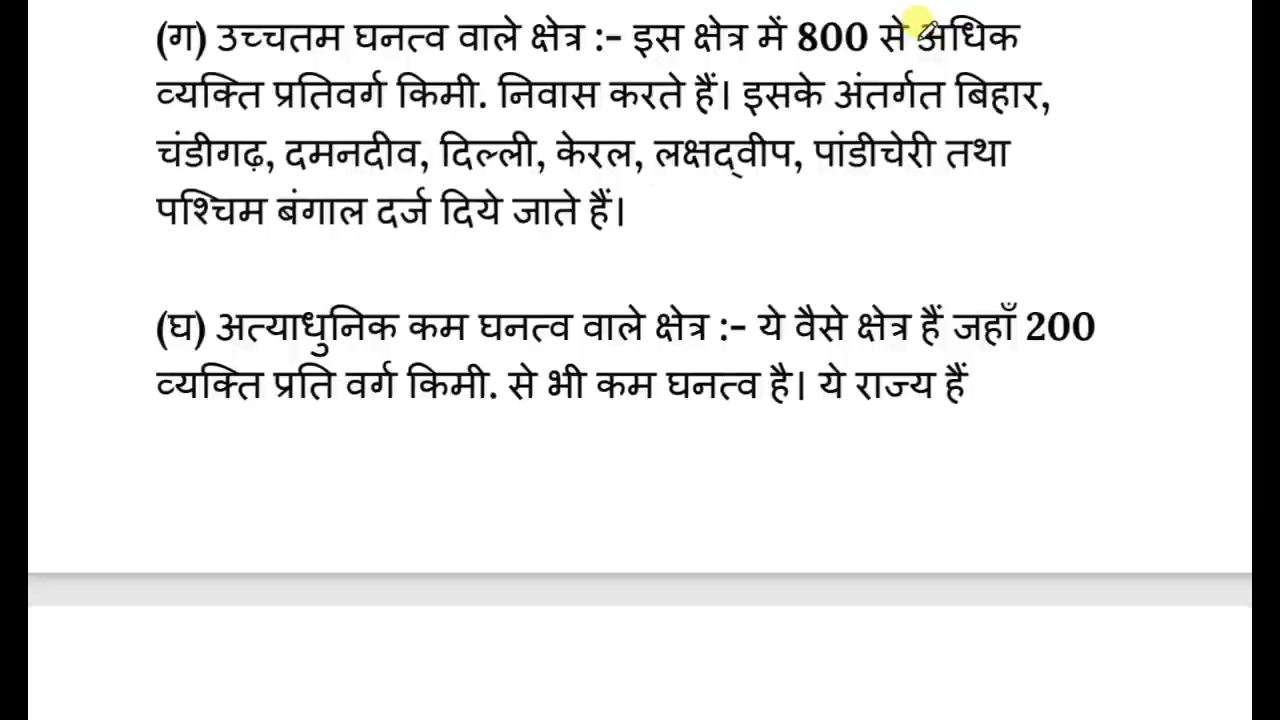 (ग) उच्चतम घनत्व वाले क्षेत्र :- इस क्षेत्र में 800 से अधिक
व्यक्ति प्रतिवर्ग किमी. निवास करते हैं। इसके अंतर्गत बिहार,
चंडीगढ़, दमनदीव, दिल्ली, केरल, लक्षद्वीप, पांडीचेरी तथा
पश्चिम बंगाल दर्ज दिये जाते हैं।
(घ) अत्याधुनिक कम घनत्व वाले क्षेत्र :- ये वैसे क्षेत्र हैं जहाँ 200
व्यक्ति प्रति वर्ग किमी. से भी कम घनत्व है। ये राज्य हैं